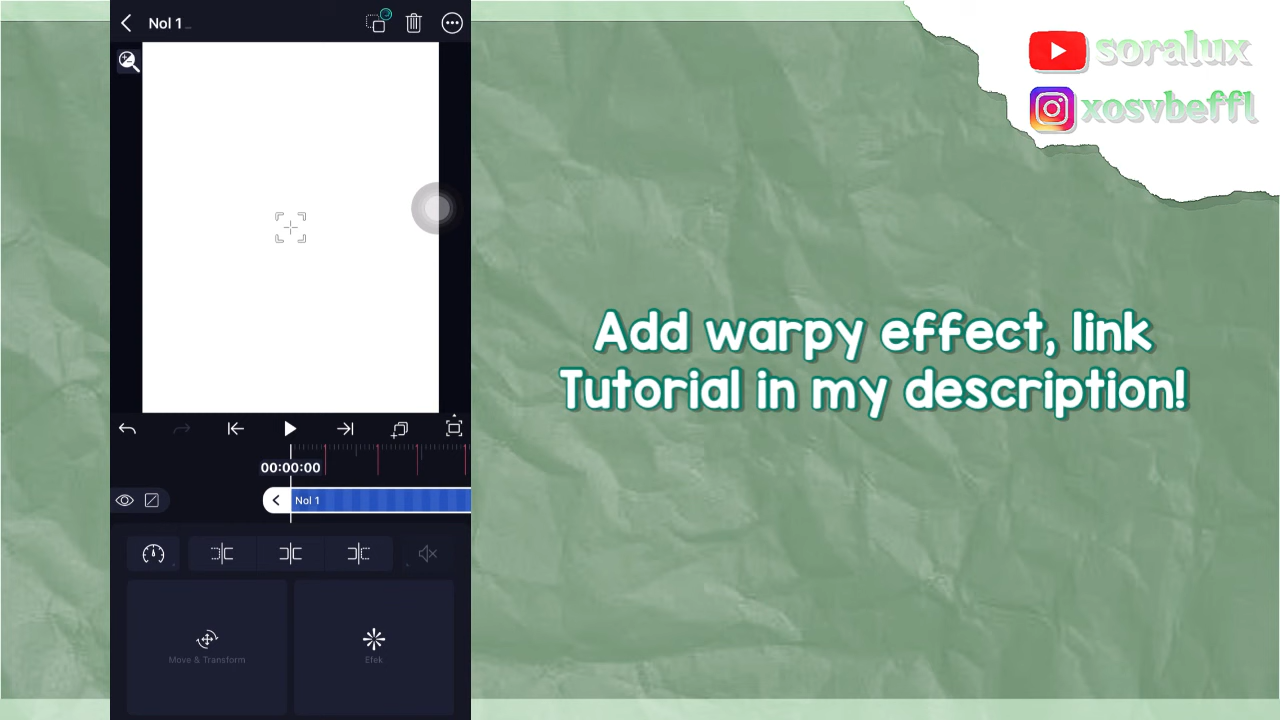 Nol 1
soralux
xosvbeffl
Add warpy effect, link
Tutorial in my description!
00:00:00
Nol 1
Move & Transform
Efek